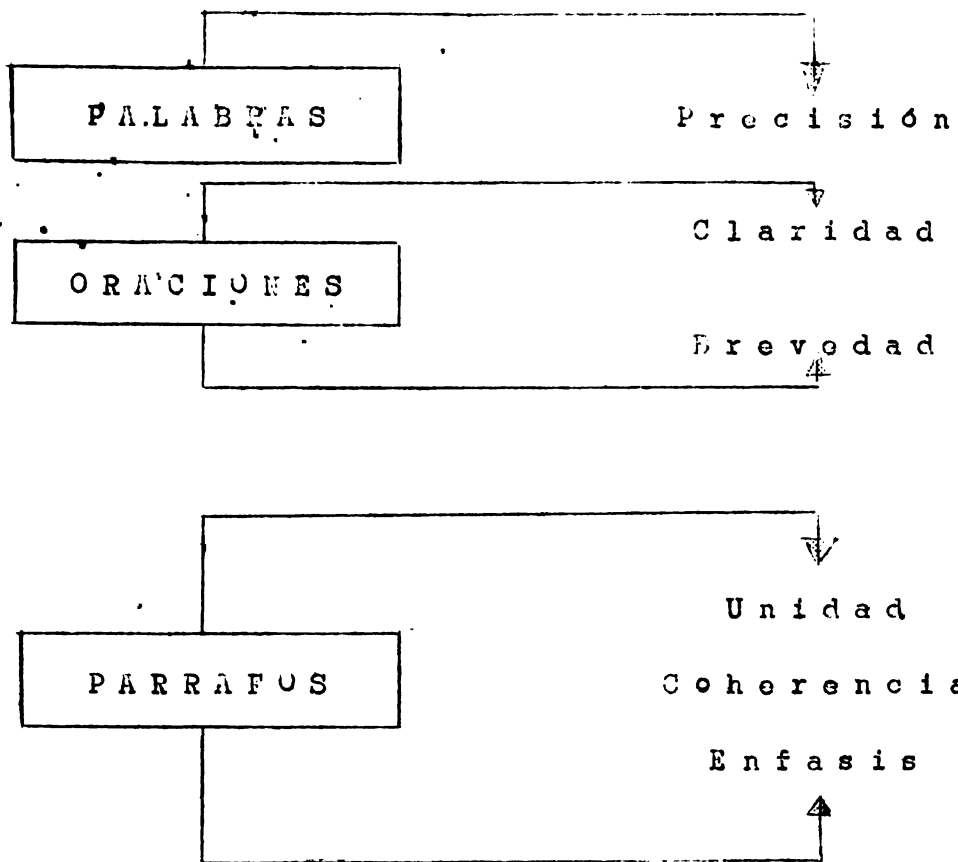 PALABRAS
Precisión
Claridad
ORACIONES
Brevedad
Unidad
PARRAFOS
Coherencia
Enfasis